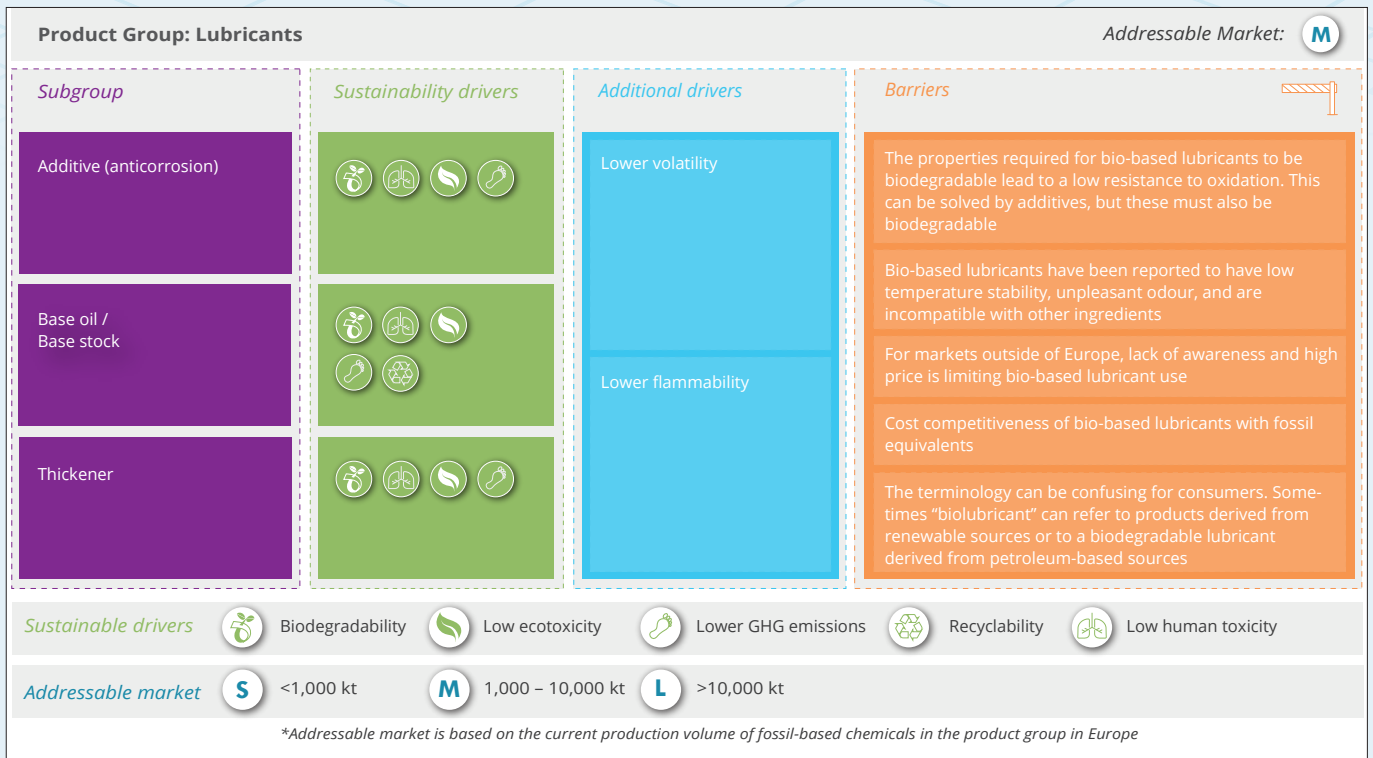 Product Group: Lubricants
Addressable Market:
M
Subgroup
Sustainability drivers
Additional drivers
Barriers
Additive (anticorrosion)
Base oil /
Base stock
Thickener
Lower volatility
Lower flammability
The properties required for bio-based lubricants to be
biodegradable lead to a low resistance to oxidation. This
can be solved by additives, but these must also be
biodegradable
Bio-based lubricants have been reported to have low
temperature stability, unpleasant odour, and are
incompatible with other ingredients
For markets outside of Europe, lack of awareness and high
price is limiting bio-based lubricant use
Cost competitiveness of bio-based lubricants with fossil
equivalents
The terminology can be confusing for consumers. Some-
times “biolubricant” can refer to products derived from
renewable sources or to a biodegradable lubricant
derived from petroleum-based sources
Sustainable drivers
Biodegradability
Low ecotoxicity
Lower GHG emissions
Recyclability
Low human toxicity
Addressable market
S
<1,000 kt
M
1,000 – 10,000 kt
L
>10,000 kt
*Addressable market is based on the current production volume of fossil-based chemicals in the product group in Europe